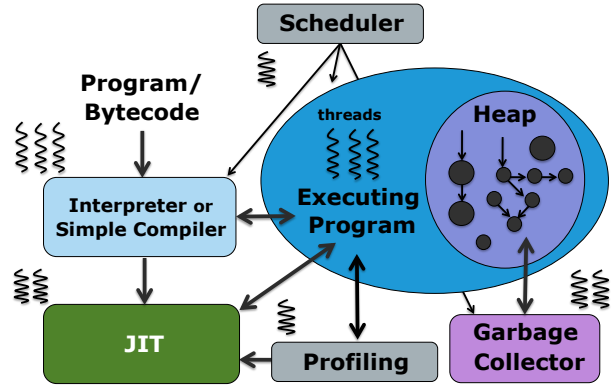 Scheduler
Program/
Bytecode
threads
Heap
Executing
Program
Interpreter or
Simple Compiler
JIT
Profiling
Garbage
Collector